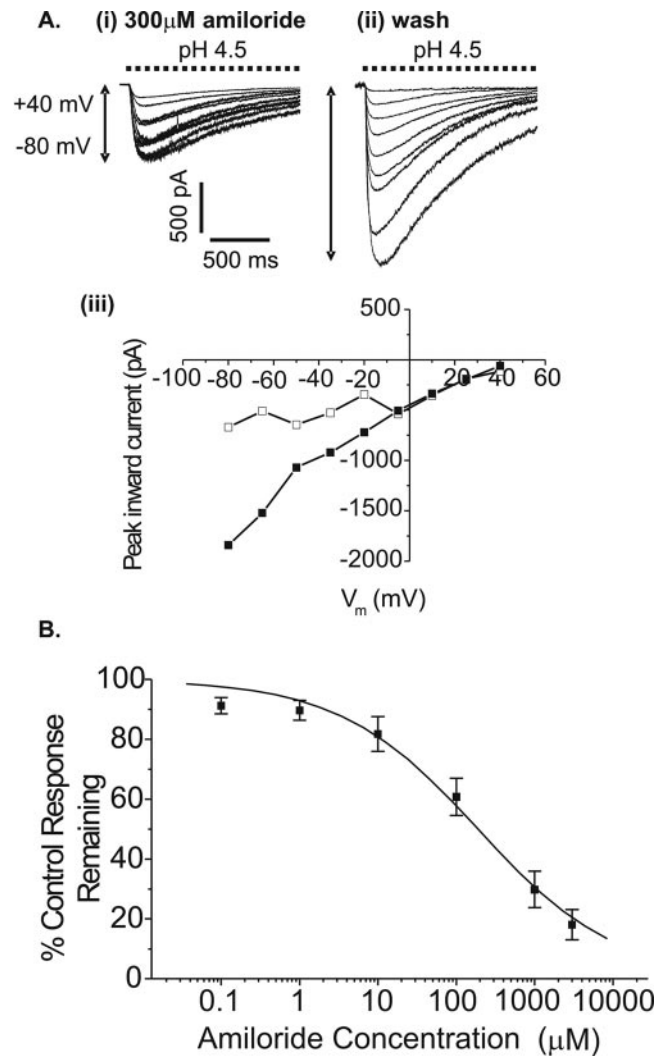 A. (i) 300μM amiloride (ii) wash
pH 4.5 pH 4.5
+40 mV
-80 mV
500 pA
500 ms
(iii)
500
-100 -80 -60 -40 -20 20 40 60
-1000
-1500
-2000
Peak inward current (pA)
Vm (mV)
B.
100
80
60
40
20
0
% Control Response
Remaining
0.1 1 10 100 1000 10000
Amiloride Concentration (μM)